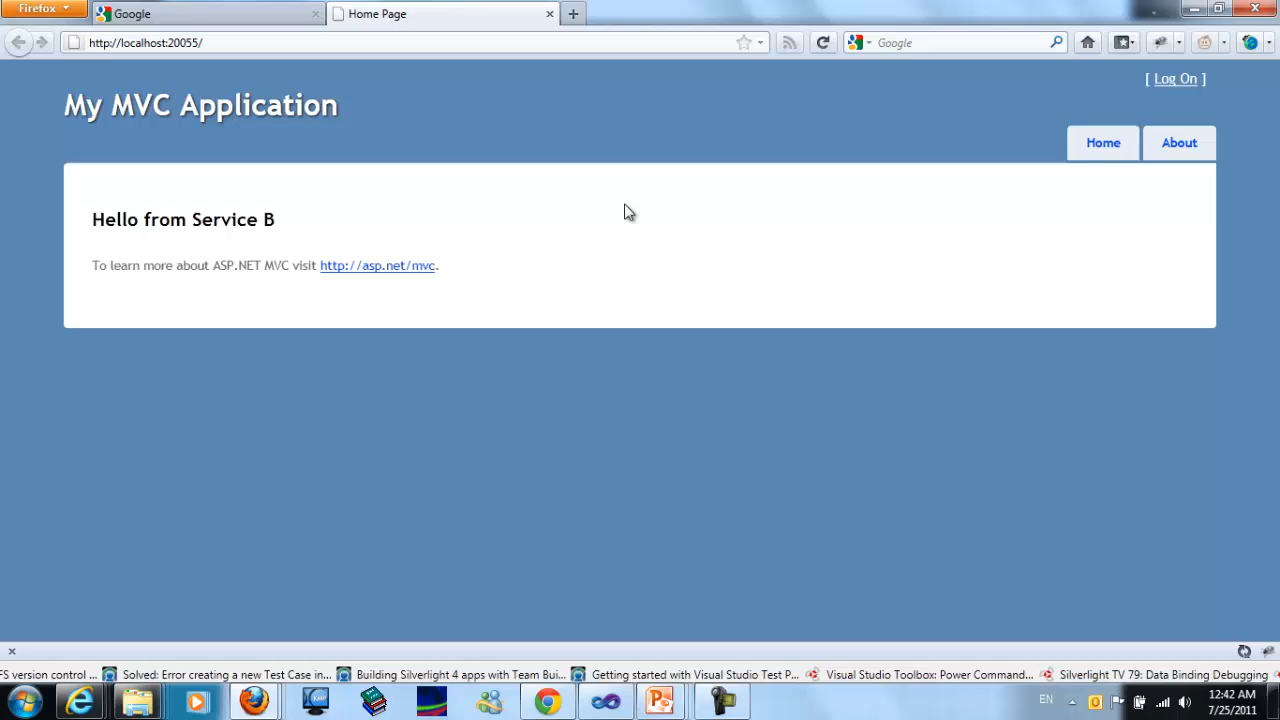 Firefox
Google
Home Page
http://localhost:20055/
Google
[ Log On ]
My MVC Application
Home
About
Hello from Service B
To learn more about ASP.NET MVC visit http://asp.net/mvc.
FS version control ...
Solved: Error creating a new Test Case in...
Building Silverlight 4 apps with Team Bui...
Getting started with Visual Studio Test P...
Visual Studio Toolbox: Power Command...
Silverlight TV 79: Data Binding Debugging
EN
12:42 AM
7/25/2011